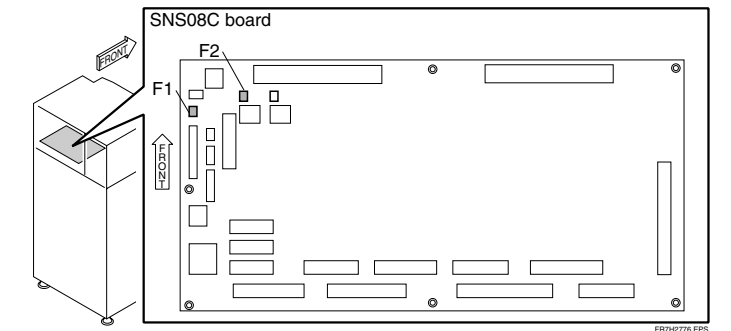 SNS08C board
FRONT
F2
F1
FRONT
FR7H2776.EPS